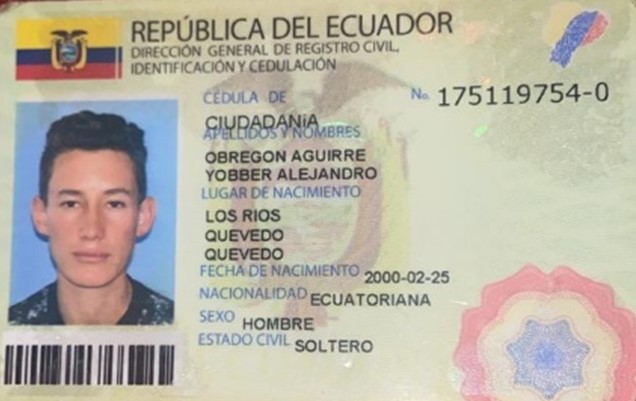 REPÚBLICA DEL ECUADOR
DIRECCIÓN GENERAL DE REGISTRO CIVIL,
IDENTIFICACIÓN Y CEDULACIÓN
CÉDULA DE No. 175119754-0
CIUDADANíA
APELLIDOS Y NOMBRES
OBREGON AGUIRRE
YOBBER ALEJANDRO
LUGAR DE NACIMIENTO
LOS RIOS
QUEVEDO
QUEVEDO
FECHA DE NACIMIENTO 2000-02-25
NACIONALIDAD ECUATORIANA
SEXO HOMBRE
ESTADO CIVIL SOLTERO